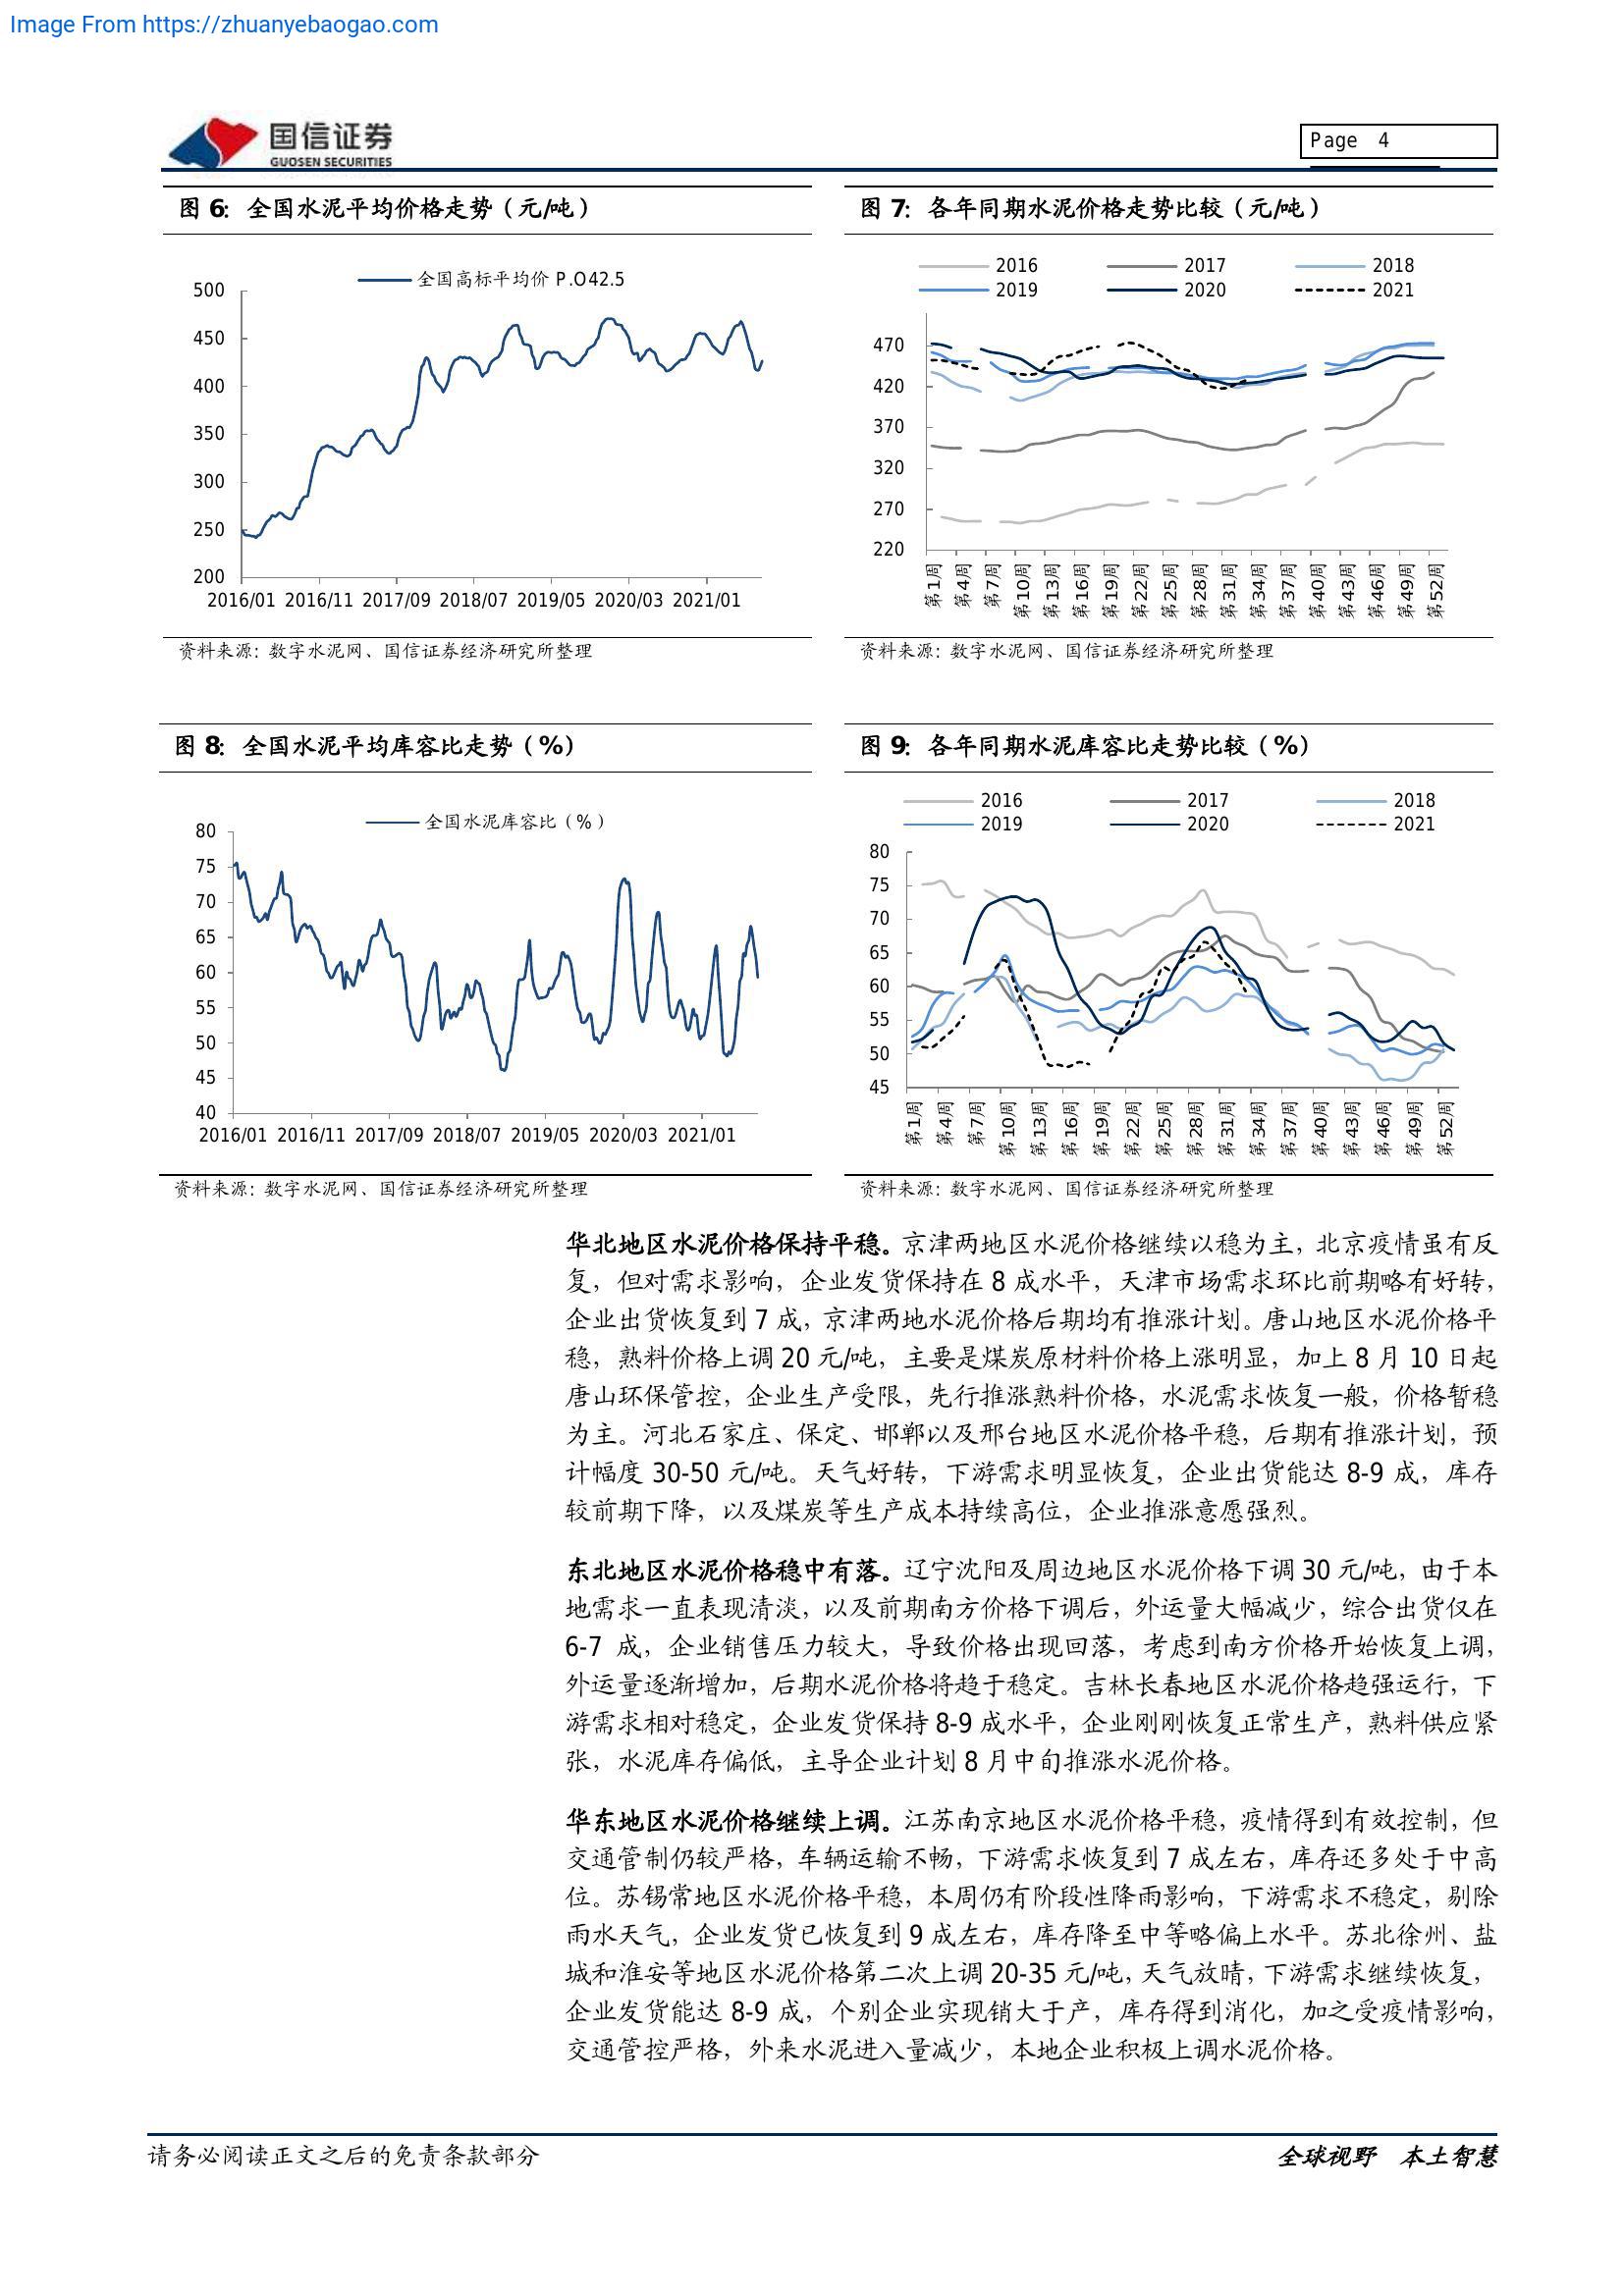 Image From https://zhuanyebaogao.com
国信证券
GUOSEN SECURITIES
Page 4
图 6: 全国水泥平均价格走势（元/吨）
全国高标平均价 P.O42.5
500
450
400
350
300
250
200
2016/01 2016/11 2017/09 2018/07 2019/05 2020/03 2021/01
资料来源: 数字水泥网、国信证券经济研究所整理
图 7: 各年同期水泥价格走势比较（元/吨）
2016 2017 2018
2019 2020 2021
470
420
370
320
270
220
第1周 第4周 第7周 第10周 第13周 第16周 第19周 第22周 第25周 第28周 第31周 第34周 第37周 第40周 第43周 第46周 第49周 第52周
资料来源: 数字水泥网、国信证券经济研究所整理
图 8: 全国水泥平均库容比走势（%）
全国水泥库容比（%）
80
75
70
65
60
55
50
45
40
2016/01 2016/11 2017/09 2018/07 2019/05 2020/03 2021/01
资料来源: 数字水泥网、国信证券经济研究所整理
图 9: 各年同期水泥库容比走势比较（%）
2016 2017 2018
2019 2020 2021
80
75
70
65
60
55
50
45
第1周 第4周 第7周 第10周 第13周 第16周 第19周 第22周 第25周 第28周 第31周 第34周 第37周 第40周 第43周 第46周 第49周 第52周
资料来源: 数字水泥网、国信证券经济研究所整理
华北地区水泥价格保持平稳。京津两地区水泥价格继续以稳为主，北京疫情虽有反
复，但对需求影响，企业发货保持在 8 成水平，天津市场需求环比前期略有好转，
企业出货恢复到 7 成，京津两地水泥价格后期均有推涨计划。唐山地区水泥价格平
稳，熟料价格上调 20 元/吨，主要是煤炭原材料价格上涨明显，加上 8 月 10 日起
唐山环保管控，企业生产受限，先行推涨熟料价格，水泥需求恢复一般，价格暂稳
为主。河北石家庄、保定、邯郸以及邢台地区水泥价格平稳，后期有推涨计划，预
计幅度 30-50 元/吨。天气好转，下游需求明显恢复，企业出货能达 8-9 成，库存
较前期下降，以及煤炭等生产成本持续高位，企业推涨意愿强烈。
东北地区水泥价格稳中有落。辽宁沈阳及周边地区水泥价格下调 30 元/吨，由于本
地需求一直表现清淡，以及前期南方价格下调后，外运量大幅减少，综合出货仅在
6-7 成，企业销售压力较大，导致价格出现回落，考虑到南方价格开始恢复上调，
外运量逐渐增加，后期水泥价格将趋于稳定。吉林长春地区水泥价格趋强运行，下
游需求相对稳定，企业发货保持 8-9 成水平，企业刚刚恢复正常生产，熟料供应紧
张，水泥库存偏低，主导企业计划 8 月中旬推涨水泥价格。
华东地区水泥价格继续上调。江苏南京地区水泥价格平稳，疫情得到有效控制，但
交通管制仍较严格，车辆运输不畅，下游需求恢复到 7 成左右，库存还多处于中高
位。苏锡常地区水泥价格平稳，本周仍有阶段性降雨影响，下游需求不稳定，剔除
雨水天气，企业发货已恢复到 9 成左右，库存降至中等略偏上水平。苏北徐州、盐
城和淮安等地区水泥价格第二次上调 20-35 元/吨，天气放晴，下游需求继续恢复，
企业发货能达 8-9 成，个别企业实现销大于产，库存得到消化，加之受疫情影响，
交通管控严格，外来水泥进入量减少，本地企业积极上调水泥价格。
请务必阅读正文之后的免责条款部分
全球视野 本土智慧